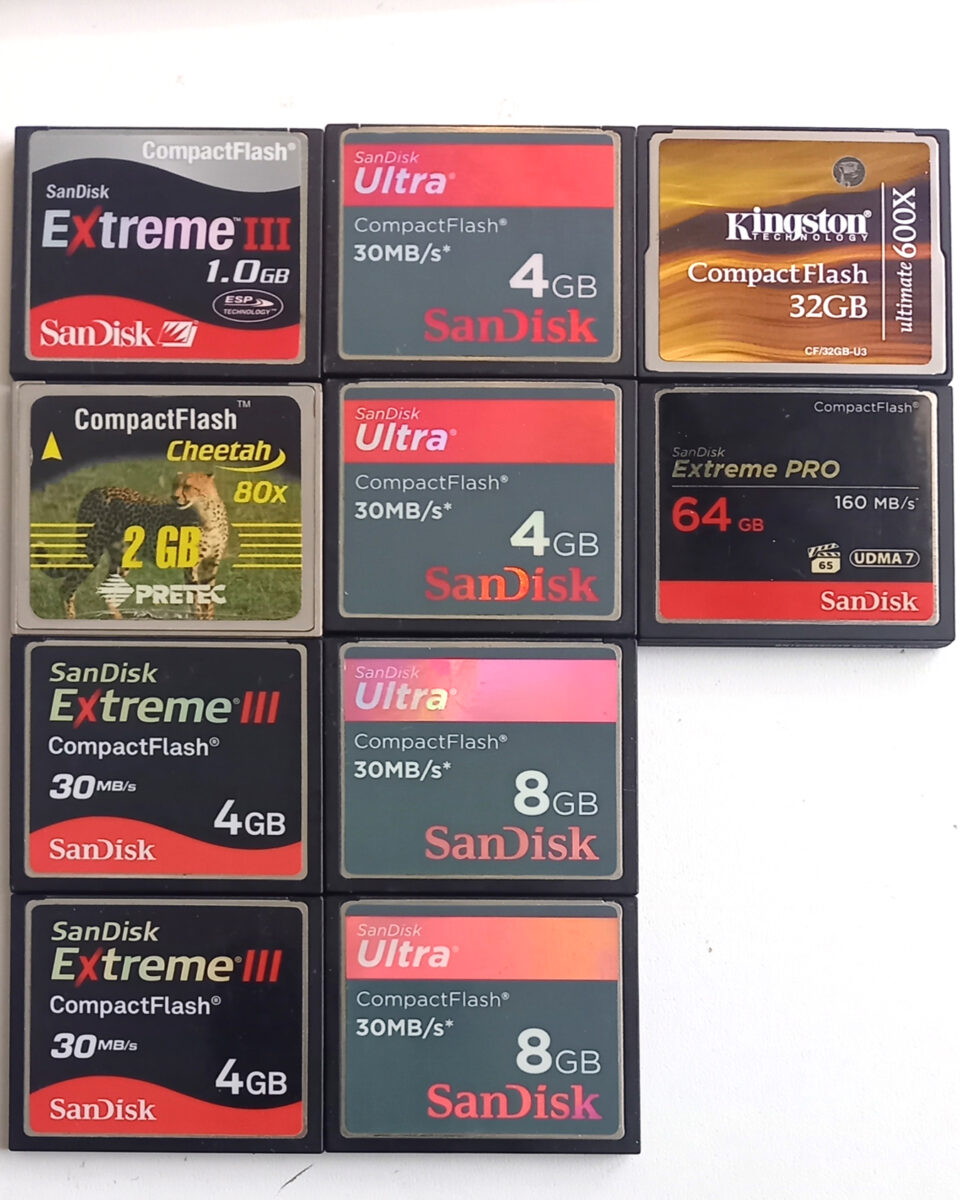 CompactFlash®
SanDisk
Extreme™ III
1.0GB
ESP
TECHNOLOGY™
SanDisk
CompactFlash™
Cheetah
80x
2 GB
PRETEC
SanDisk
Extreme® III
CompactFlash®
30MB/s
4GB
SanDisk
SanDisk
Extreme® III
CompactFlash®
30MB/s
4GB
SanDisk
SanDisk
Ultra®
CompactFlash®
30MB/s*
4GB
SanDisk
SanDisk
Ultra®
CompactFlash®
30MB/s*
4GB
SanDisk
SanDisk
Ultra®
CompactFlash®
30MB/s*
8GB
SanDisk
SanDisk
Ultra®
CompactFlash®
30MB/s*
8GB
SanDisk
Kingston®
TECHNOLOGY
CompactFlash
32GB
ultimate 600X
CF/32GB-U3
CompactFlash®
SanDisk
Extreme PRO
64 GB
160 MB/s*
65
UDMA 7
SanDisk